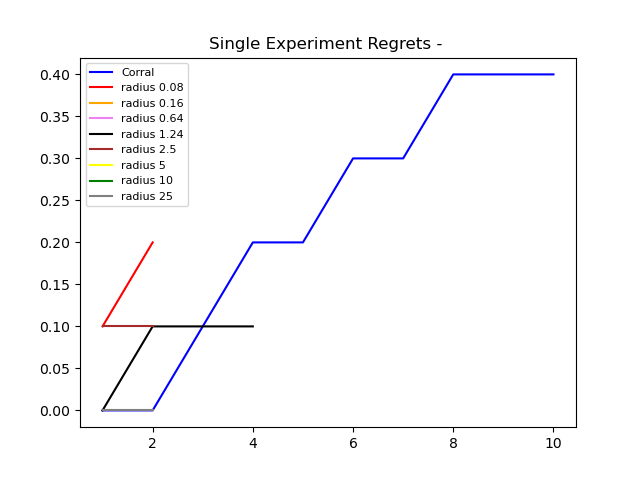 Single Experiment Regrets -
Corral
radius 0.08
radius 0.16
radius 0.64
radius 1.24
radius 2.5
radius 5
radius 10
radius 25
0.40
0.35
0.30
0.25
0.20
0.15
0.10
0.05
0.00
2 4 6 8 10